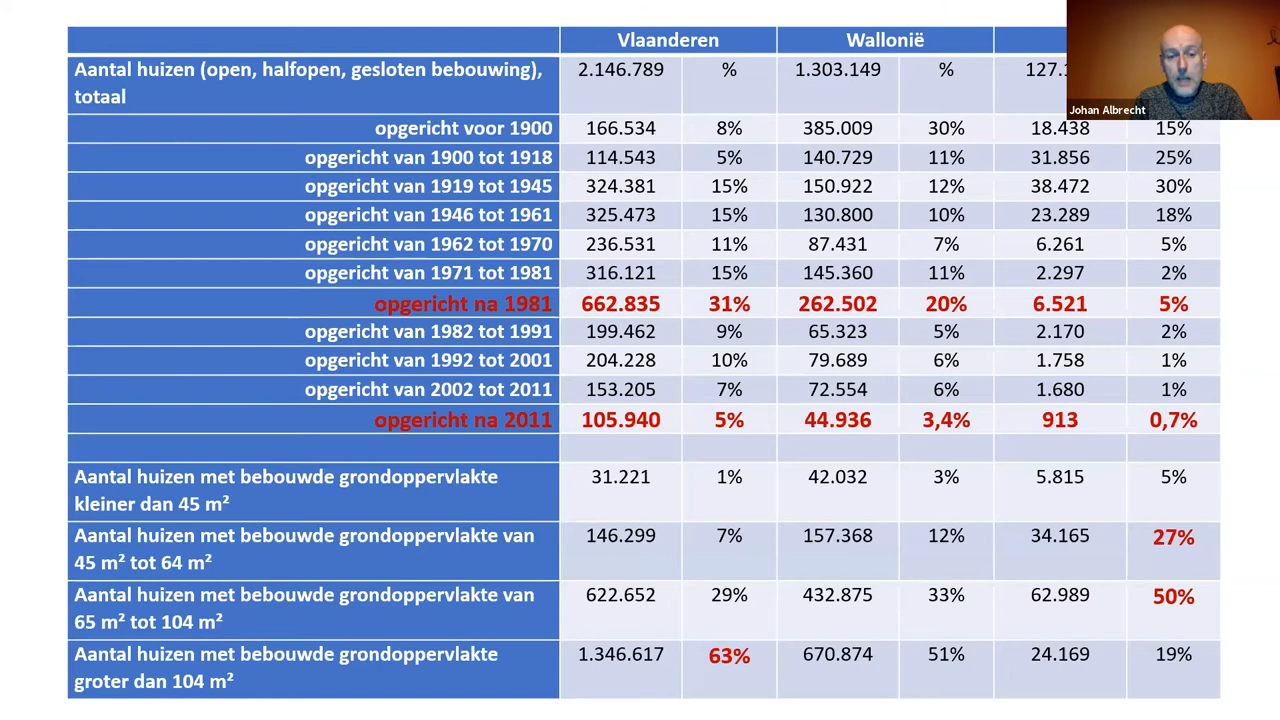 Vlaanderen Wallonië
Aantal huizen (open, halfopen, gesloten bebouwing), totaal 2.146.789 % 1.303.149 %
opgericht voor 1900 166.534 8% 385.009 30% 18.438 15%
opgericht van 1900 tot 1918 114.543 5% 140.729 11% 31.856 25%
opgericht van 1919 tot 1945 324.381 15% 150.922 12% 38.472 30%
opgericht van 1946 tot 1961 325.473 15% 130.800 10% 23.289 18%
opgericht van 1962 tot 1970 236.531 11% 87.431 7% 6.261 5%
opgericht van 1971 tot 1981 316.121 15% 145.360 11% 2.297 2%
opgericht na 1981 662.835 31% 262.502 20% 6.521 5%
opgericht van 1982 tot 1991 199.462 9% 65.323 5% 2.170 2%
opgericht van 1992 tot 2001 204.228 10% 79.689 6% 1.758 1%
opgericht van 2002 tot 2011 153.205 7% 72.554 6% 1.680 1%
opgericht na 2011 105.940 5% 44.936 3,4% 913 0,7%
Aantal huizen met bebouwde grondoppervlakte kleiner dan 45 m² 31.221 1% 42.032 3% 5.815 5%
Aantal huizen met bebouwde grondoppervlakte van 45 m² tot 64 m² 146.299 7% 157.368 12% 34.165 27%
Aantal huizen met bebouwde grondoppervlakte van 65 m² tot 104 m² 622.652 29% 432.875 33% 62.989 50%
Aantal huizen met bebouwde grondoppervlakte groter dan 104 m² 1.346.617 63% 670.874 51% 24.169 19%
Johan Albrecht